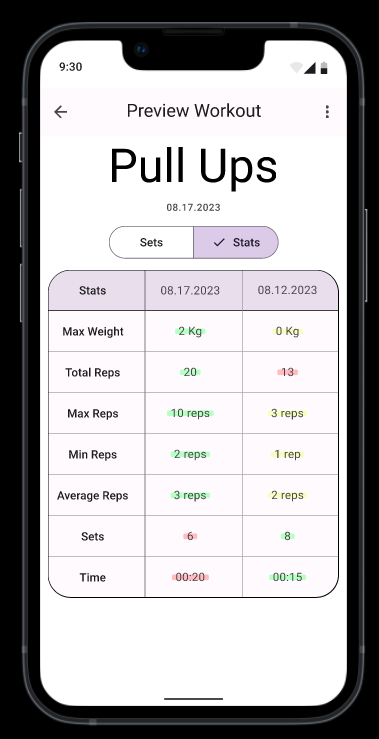 9:30
Preview Workout
Pull Ups
08.17.2023
Sets Stats
Stats 08.17.2023 08.12.2023
Max Weight 2 Kg 0 Kg
Total Reps 20 13
Max Reps 10 reps 3 reps
Min Reps 2 reps 1 rep
Average Reps 3 reps 2 reps
Sets 6 8
Time 00:20 00:15